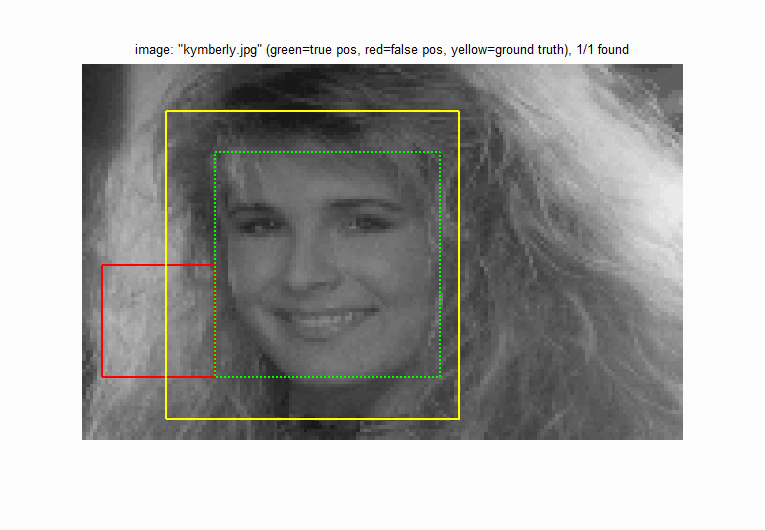 image: "kymberly.jpg" (green=true pos, red=false pos, yellow=ground truth), 1/1 found